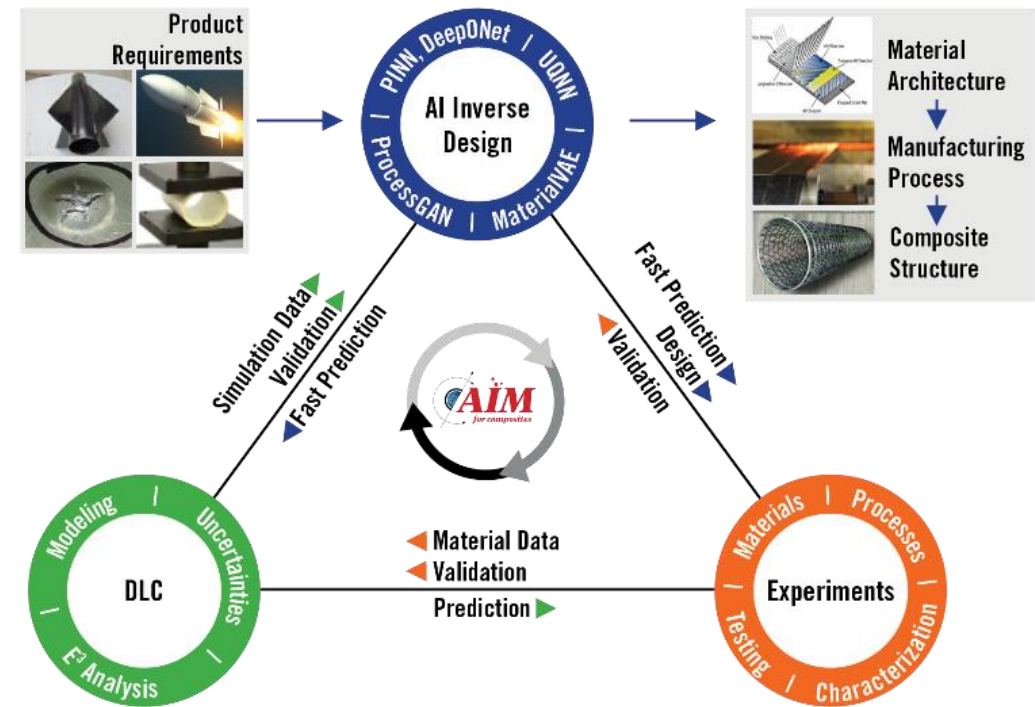 Product
Requirements
PINN, DeepONet | UQNN | MaterialVAE | ProcessGAN |
AI Inverse
Design
Material
Architecture
Manufacturing
Process
Composite
Structure
Simulation Data
Validation
Fast Prediction
Fast Prediction
Design
Validation
AIM
for composites
Modeling | Uncertainties | E³ Analysis |
DLC
Material Data
Validation
Prediction
Materials | Processes | Characterization | Testing |
Experiments